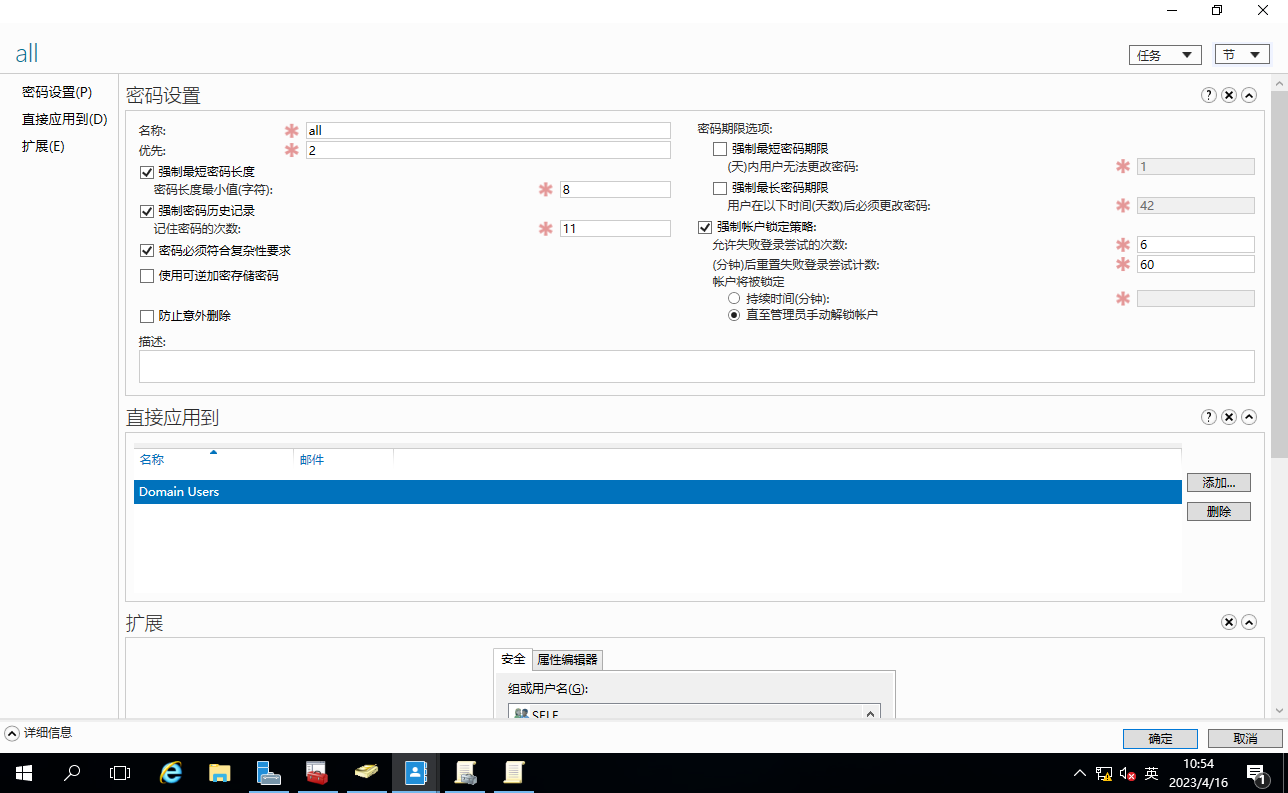 all
任务
节
密码设置(P)
直接应用到(D)
扩展(E)
密码设置
名称:
all
优先:
2
强制最短密码长度
密码长度最小值(字符):
8
强制密码历史记录
记住密码的次数:
11
密码必须符合复杂性要求
使用可逆加密存储密码
防止意外删除
密码期限选项:
强制最短密码期限
(天)内用户无法更改密码:
1
强制最长密码期限
用户在以下时间(天数)后必须更改密码:
42
强制帐户锁定策略:
允许失败登录尝试的次数:
6
(分钟)后重置失败登录尝试计数:
60
帐户将被锁定
持续时间(分钟):
直至管理员手动解锁帐户
描述:
直接应用到
名称 邮件
Domain Users
添加...
删除
扩展
安全 属性编辑器
组或用户名(G):
SELF
详细信息
确定 取消
英
10:54
2023/4/16
1